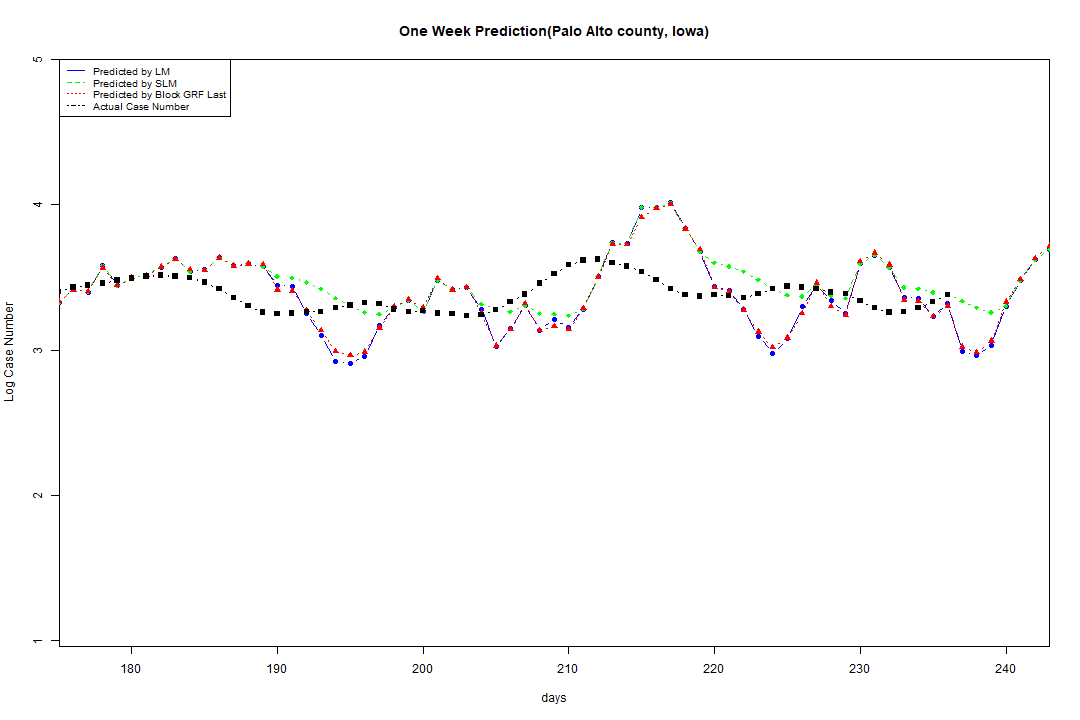 One Week Prediction(Palo Alto county, Iowa)
Predicted by LM
Predicted by SLM
Predicted by Block GRF Last
Actual Case Number
5
4
3
2
1
Log Case Number
180 190 200 210 220 230 240
days